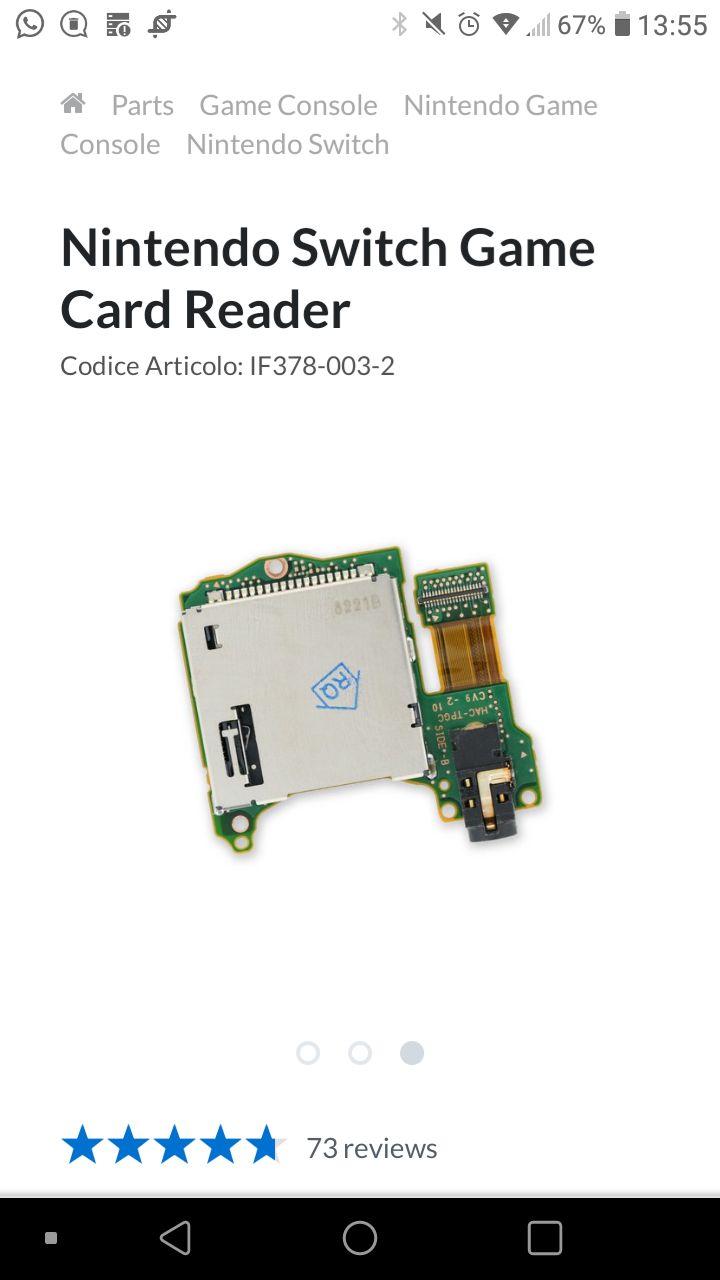 67% 13:55
Parts Game Console Nintendo Game
Console Nintendo Switch
Nintendo Switch Game
Card Reader
Codice Articolo: IF378-003-2
8221B
RQ
CV9 -2 10
HAC-TPGC
SIDE-B
73 reviews